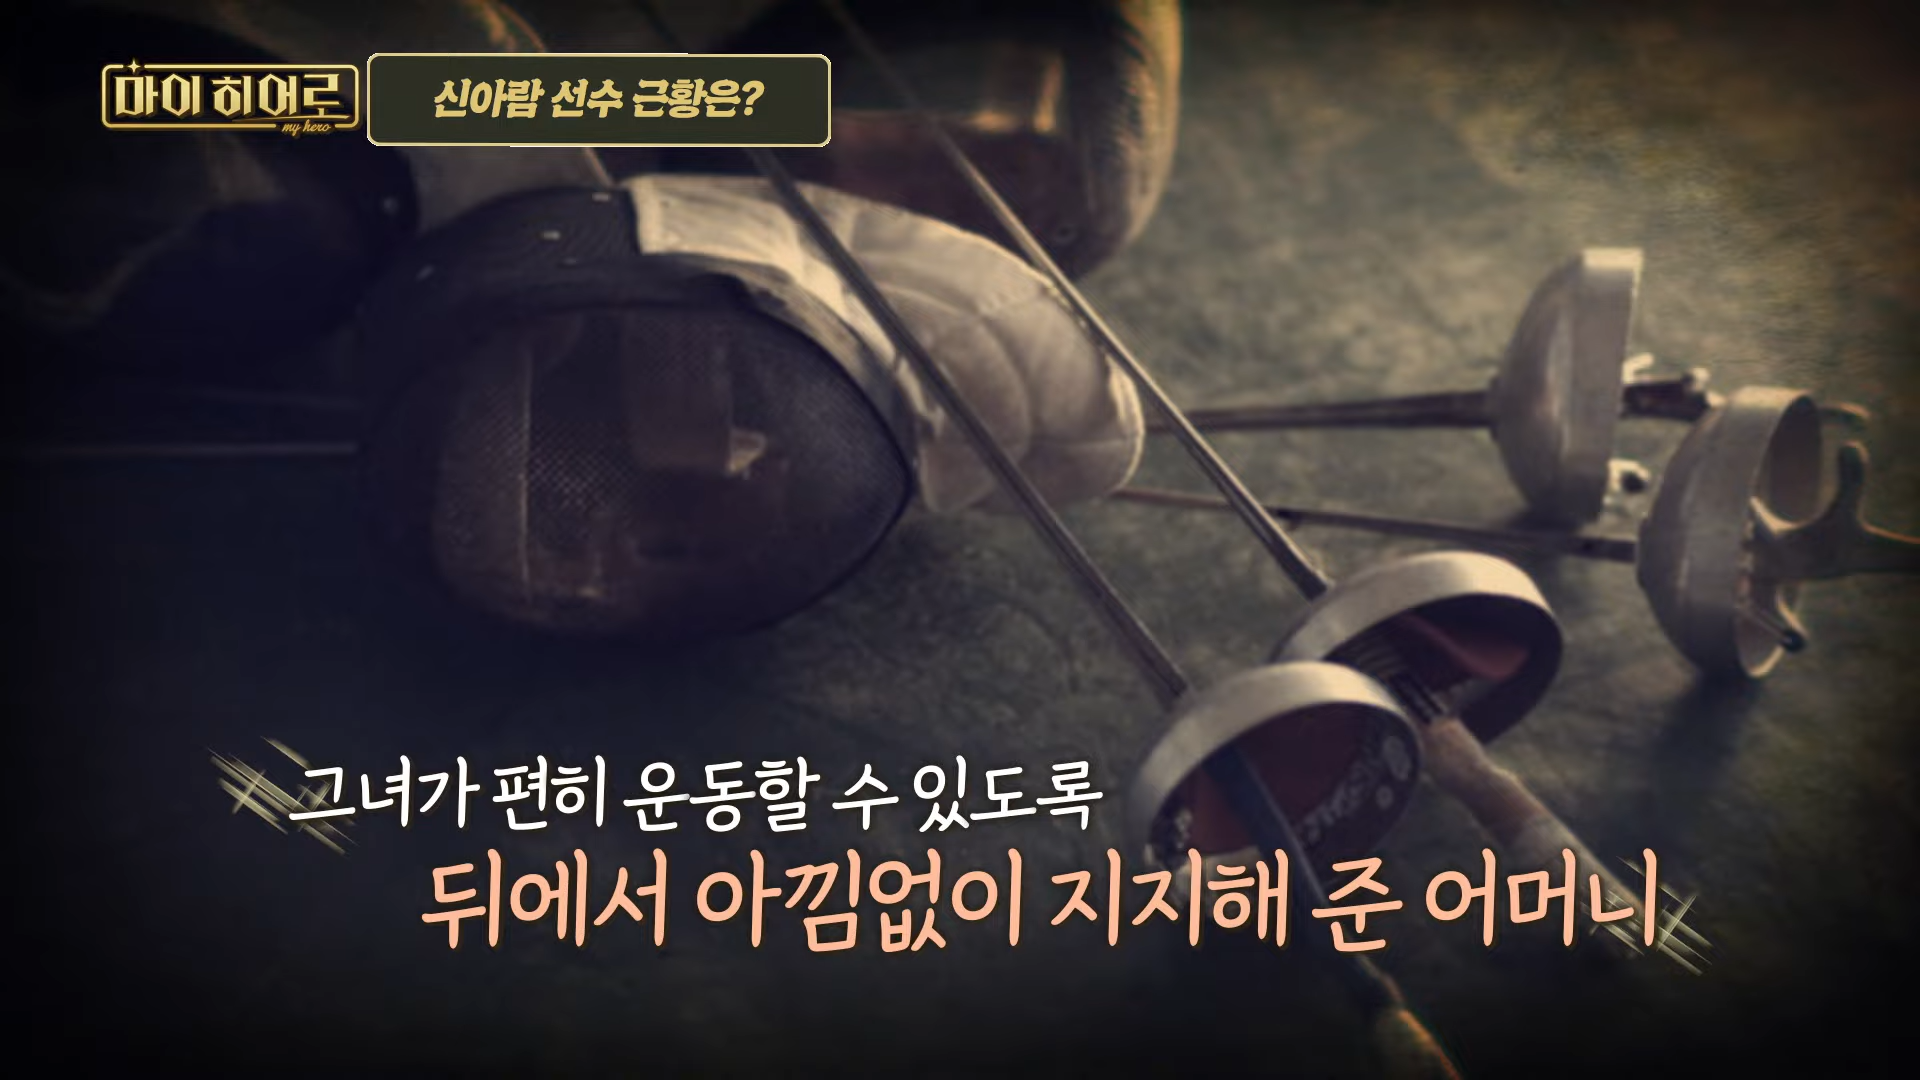 마이 히어로
my hero
신아람 선수 근황은?
그녀가 편히 운동할 수 있도록
뒤에서 아낌없이 지지해 준 어머니